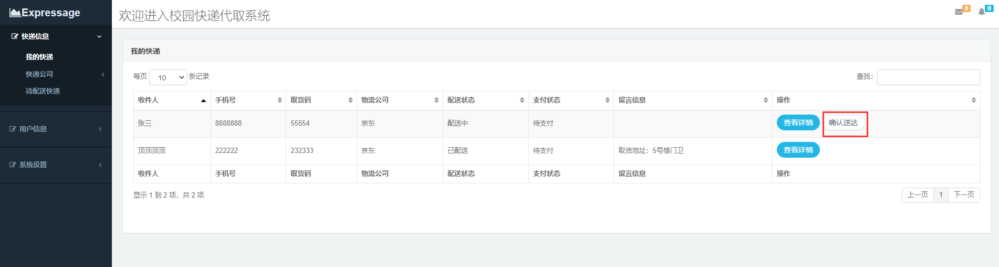 Expressage
欢迎进入校园快递代取系统
0
0
快递信息
我的快递
快递公司
待配送快递
用户信息
系统设置
我的快递
每页 10 条记录
查找:
收件人 手机号 取货码 物流公司 配送状态 支付状态 留言信息 操作
张三 8888888 55554 京东 配送中 待支付 查看详情 确认送达
顶顶顶顶 222222 232333 京东 已配送 待支付 取货地址：5号楼门卫 查看详情
收件人 手机号 取货码 物流公司 配送状态 支付状态 留言信息 操作
显示 1 到 2 项，共 2 项
上一页 1 下一页